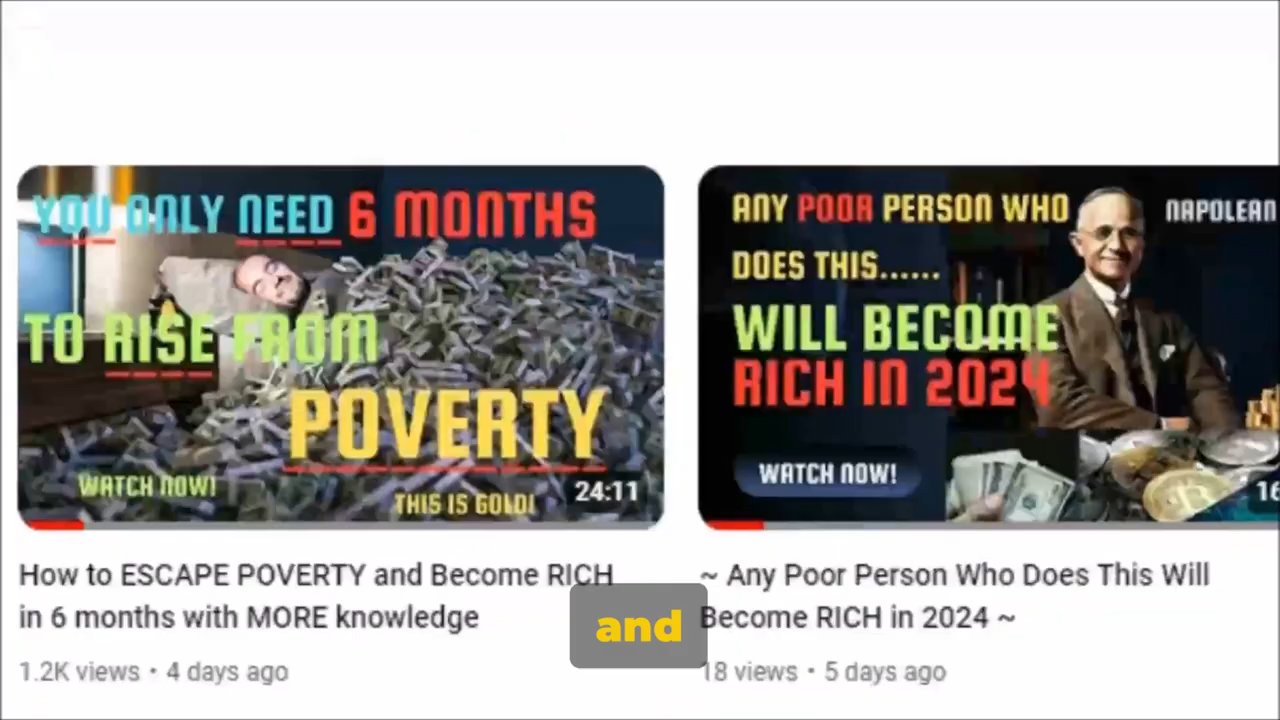 YOU ONLY NEED 6 MONTHS
TO RISE FROM
POVERTY
WATCH NOW!
THIS IS GOLD!
24:11
How to ESCAPE POVERTY and Become RICH
in 6 months with MORE knowledge
1.2K views • 4 days ago
ANY POOR PERSON WHO
NAPOLEAN
DOES THIS......
WILL BECOME
RICH IN 2024
WATCH NOW!
16
~ Any Poor Person Who Does This Will
Become RICH in 2024 ~
18 views • 5 days ago
and